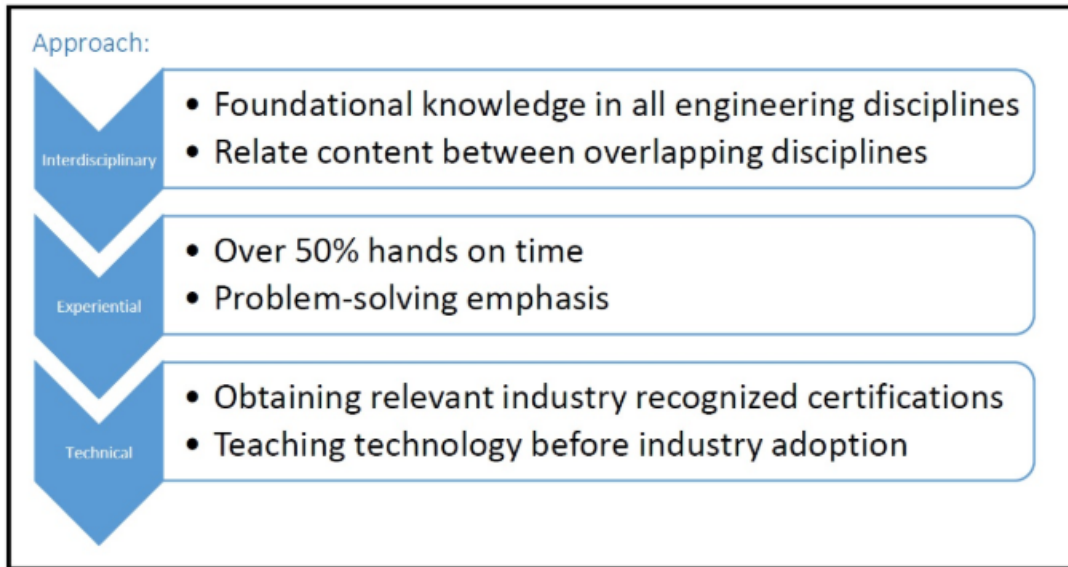 Approach:
Interdisciplinary
• Foundational knowledge in all engineering disciplines
• Relate content between overlapping disciplines
Experiential
• Over 50% hands on time
• Problem-solving emphasis
Technical
• Obtaining relevant industry recognized certifications
• Teaching technology before industry adoption